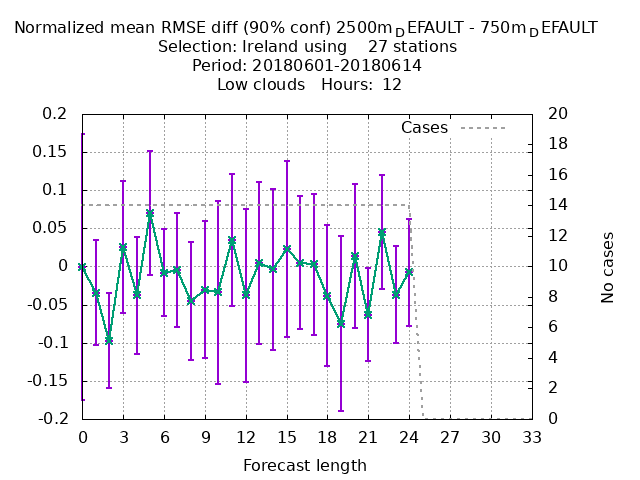 Normalized mean RMSE diff (90% conf) 2500m_DEFAULT - 750m_DEFAULT
Selection: Ireland using 27 stations
Period: 20180601-20180614
Low clouds Hours: 12
Cases
0.2
0.15
0.1
0.05
0
-0.05
-0.1
-0.15
-0.2
20
18
16
14
12
10
8
6
4
2
0
No cases
0 3 6 9 12 15 18 21 24 27 30 33
Forecast length